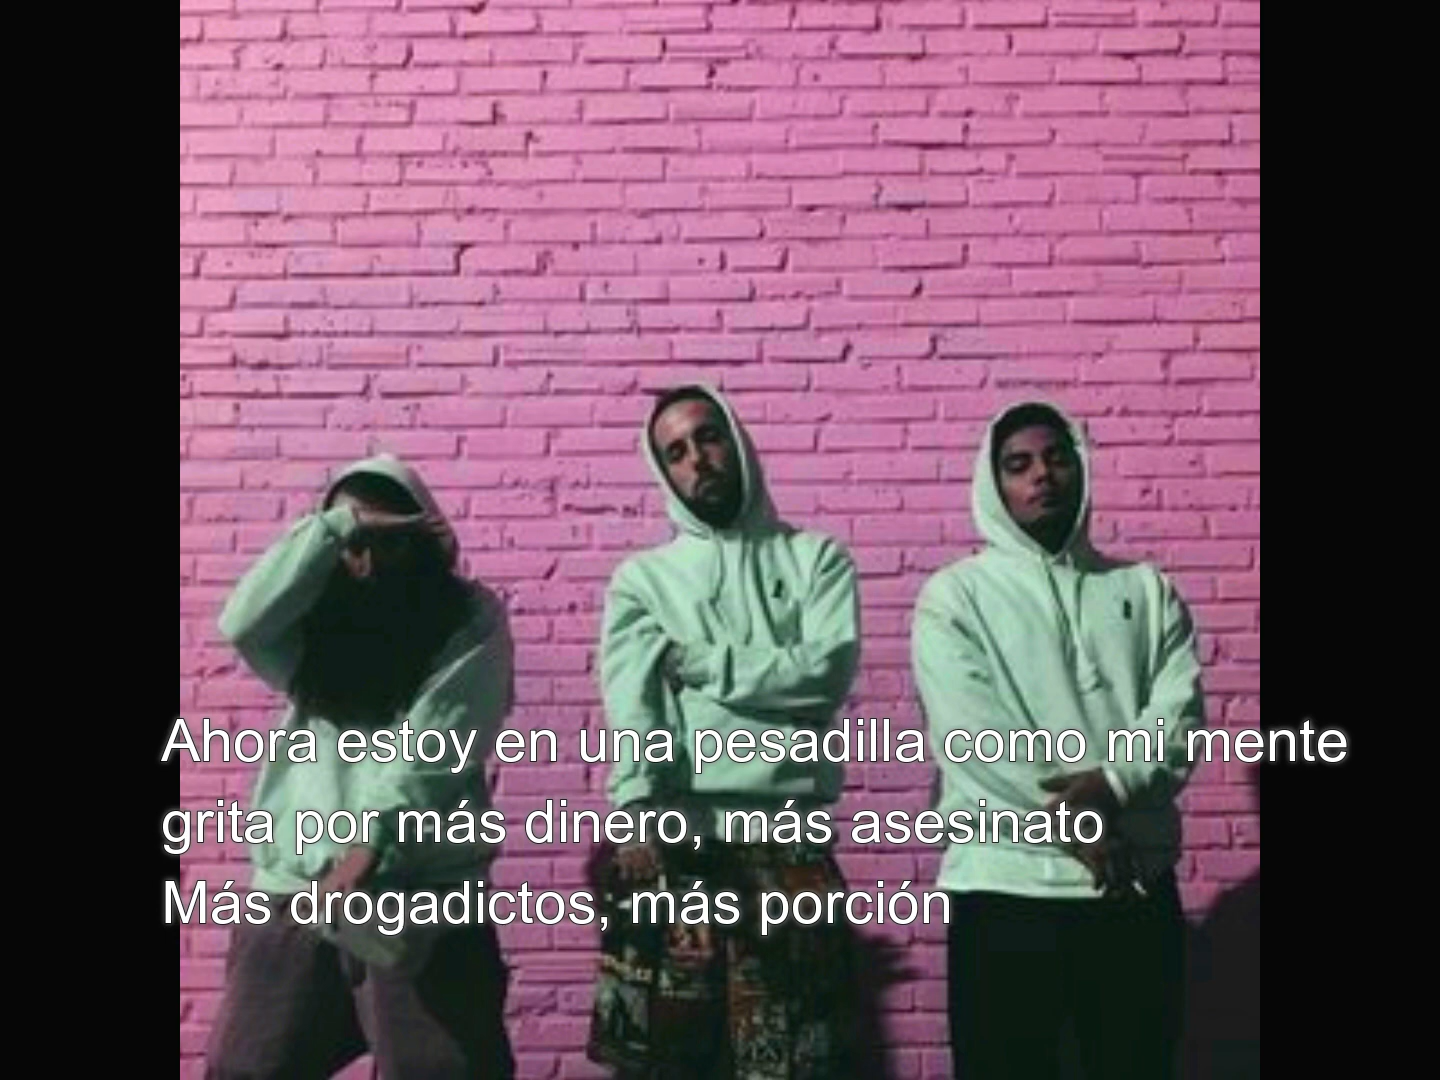 Ahora estoy en una pesadilla como mi mente
grita por más dinero, más asesinato
Más drogadictos, más porción